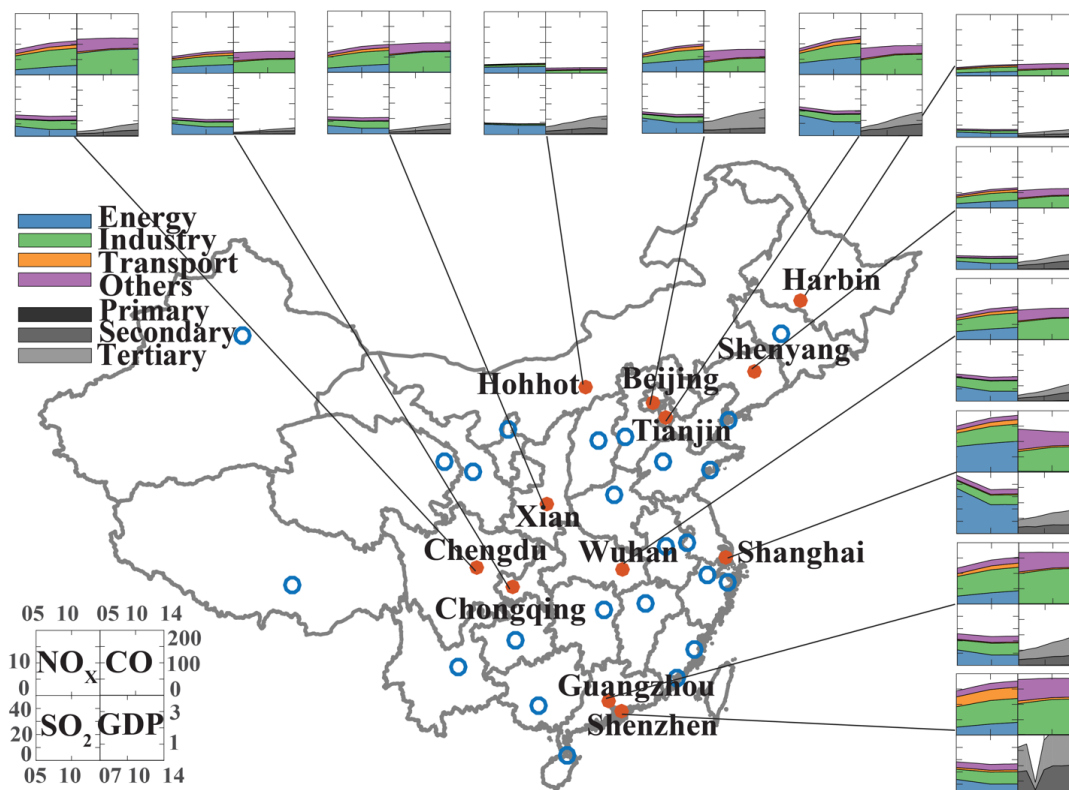 Energy
Industry
Transport
Others
Primary
Secondary
Tertiary
Harbin
Shenyang
Hohhot
Beijing
Tianjin
Xian
Chengdu
Wuhan
Shanghai
Chongqing
Guangzhou
Shenzhen
05 10 05 10 14
200
10 NOx CO 100
0 0
40
SO2 GDP 3
20
0 1
05 10 07 10 14